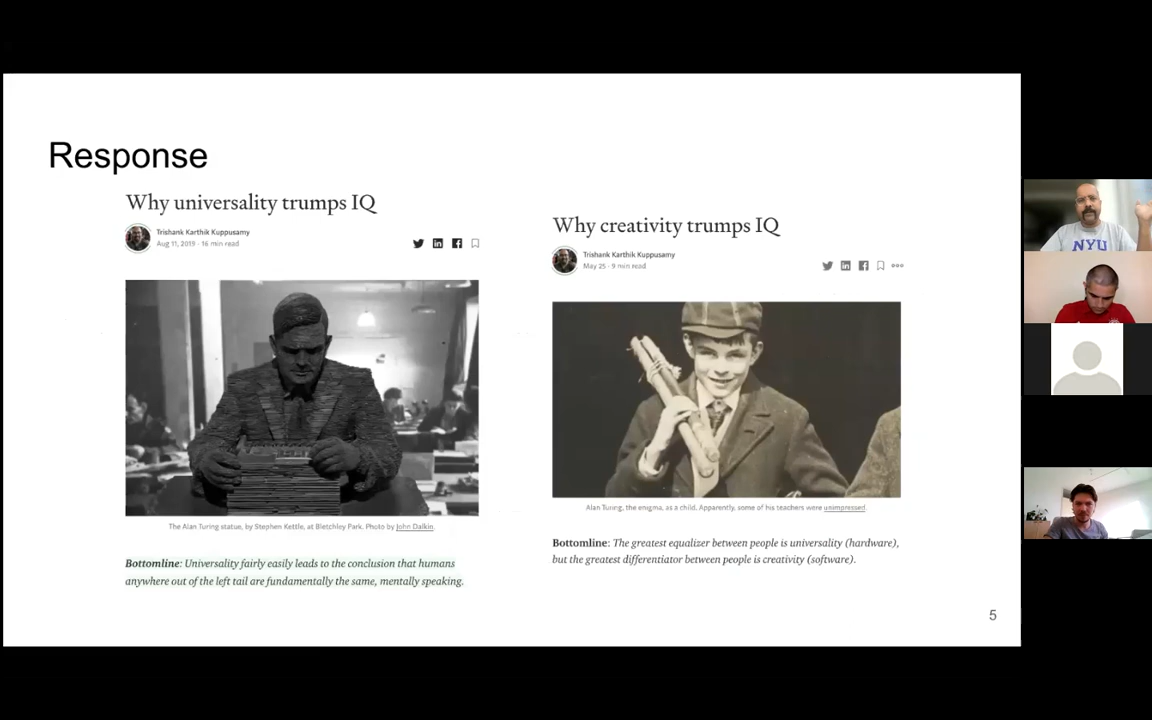 Response
Why universality trumps IQ
Trishank Karthik Kuppusamy
Aug 11, 2019 · 16 min read
The Alan Turing statue, by Stephen Kettle, at Bletchley Park. Photo by John Dalkin.
Bottomline: Universality fairly easily leads to the conclusion that humans
anywhere out of the left tail are fundamentally the same, mentally speaking.
Why creativity trumps IQ
Trishank Karthik Kuppusamy
May 25 · 9 min read
Alan Turing, the enigma, as a child. Apparently, some of his teachers were unimpressed.
Bottomline: The greatest equalizer between people is universality (hardware),
but the greatest differentiator between people is creativity (software).
5
NYU